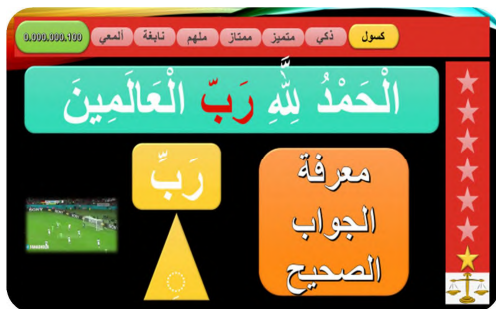 كسول ذكي متميز ممتاز ملهم نابغة ألمعي 0.000.000.100
الْحَمْدُ لِلَّهِ رَبّ الْعَالَمِينَ
رَبِّ
معرفة
الجواب
الصحيح